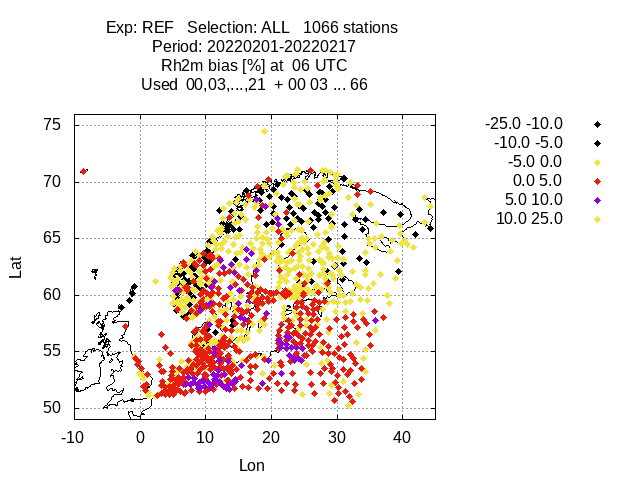 Exp: REF   Selection: ALL   1066 stations
Period: 20220201-20220217
Rh2m bias [%] at  06 UTC
Used  00,03,...,21  + 00 03 ... 66
-25.0 -10.0
-10.0 -5.0
-5.0 0.0
0.0 5.0
5.0 10.0
10.0 25.0
75
70
65
60
55
50
Lat
-10 0 10 20 30 40
Lon